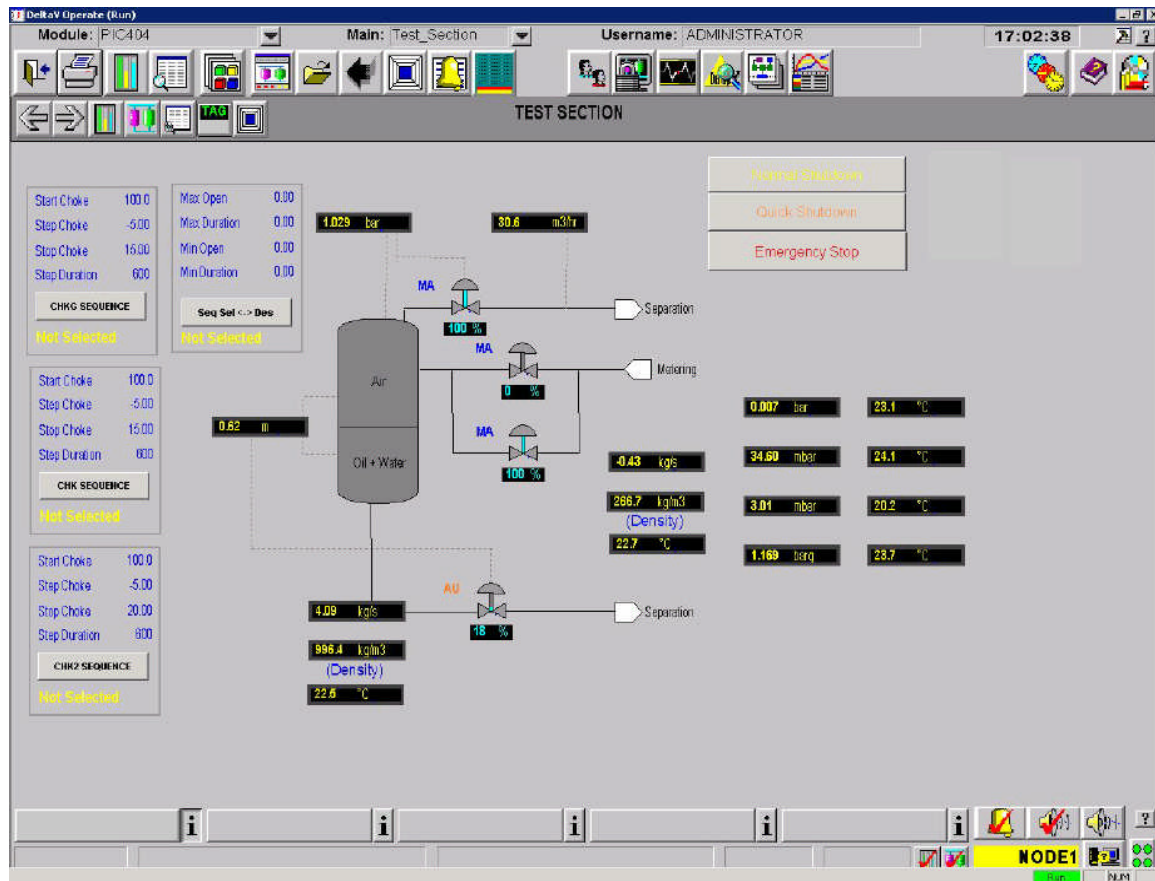 DeltaV Operate (Run)
Module: PIC404
Main: Test_Section
Username: ADMINISTRATOR
17:02:38
?
TAG
TEST SECTION
Normal Shutdown
Quick Shutdown
Emergency Stop
Start Choke 100.0
Step Choke -5.00
Stop Choke 15.00
Step Duration 600
CHKG SEQUENCE
Not Selected
Max Open 0.00
Max Duration 0.00
Min Open 0.00
Min Duration 0.00
Seq Sel <-> Des
Not Selected
1.029 bar
30.6 m3/hr
MA
100 %
Separation
MA
0 %
Metering
MA
100 %
Air
Oil + Water
0.62 m
Start Choke 100.0
Step Choke -5.00
Stop Choke 15.00
Step Duration 600
CHK SEQUENCE
Not Selected
-0.43 kg/s
266.7 kg/m3
(Density)
22.7 °C
0.007 bar 23.1 °C
34.60 mbar 24.1 °C
3.01 mbar 20.2 °C
1.169 barg 23.7 °C
Start Choke 100.0
Step Choke -5.00
Stop Choke 20.00
Step Duration 600
CHK2 SEQUENCE
Not Selected
AU
18 %
Separation
4.09 kg/s
996.4 kg/m3
(Density)
22.5 °C
i i i i i
?
NODE1
Run NUM